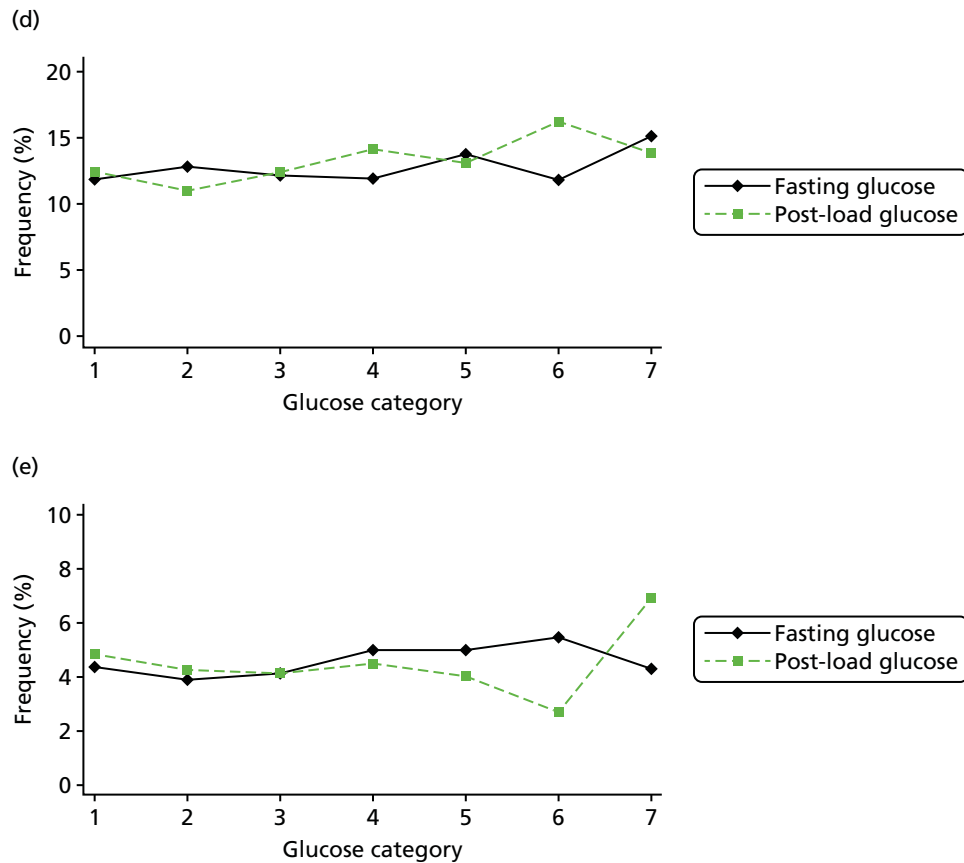 (d)
20
15
10
5
0
Frequency (%)
1 2 3 4 5 6 7
Glucose category
Fasting glucose
Post-load glucose
(e)
10
8
6
4
2
0
Frequency (%)
1 2 3 4 5 6 7
Glucose category
Fasting glucose
Post-load glucose